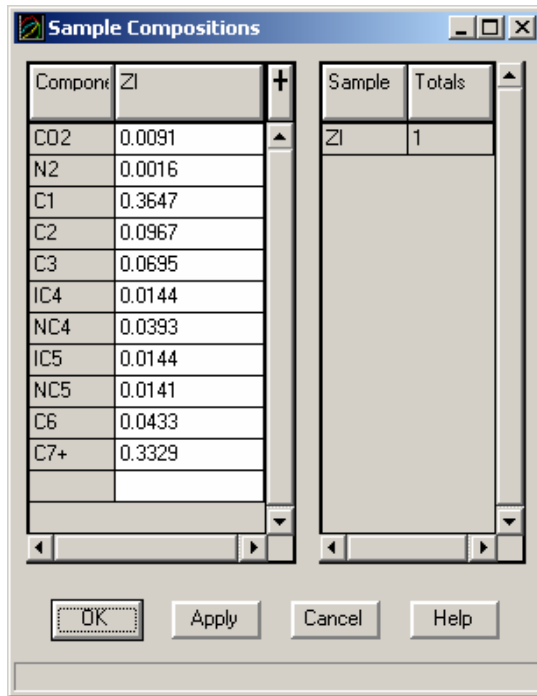 Sample Compositions
Compone ZI + Sample Totals
CO2 0.0091 ZI 1
N2 0.0016
C1 0.3647
C2 0.0967
C3 0.0695
IC4 0.0144
NC4 0.0393
IC5 0.0144
NC5 0.0141
C6 0.0433
C7+ 0.3329
OK Apply Cancel Help